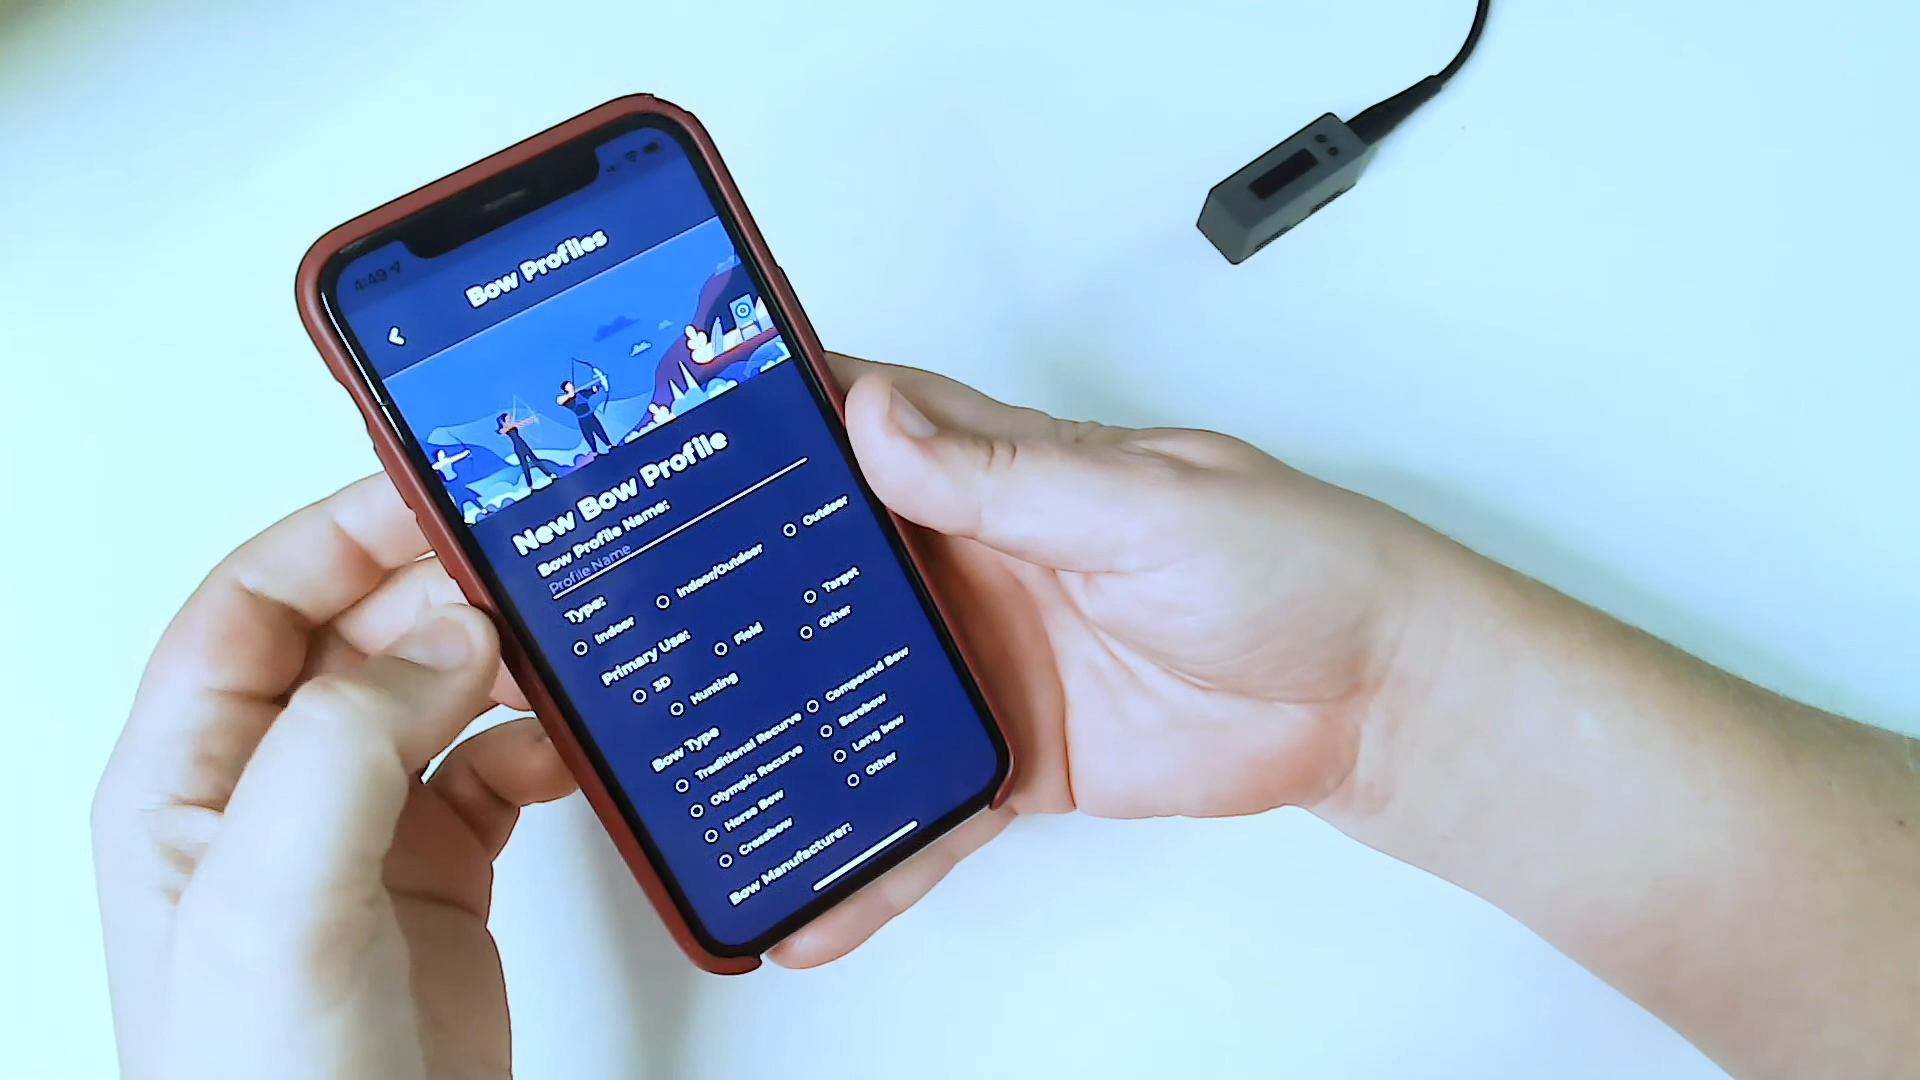 4:49
Bow Profiles
New Bow Profile
Bow Profile Name:
Profile Name
Type:
Indoor
Indoor/Outdoor
Outdoor
Primary Use:
3D
Field
Target
Hunting
Other
Bow Type
Traditional Recurve
Compound Bow
Olympic Recurve
Barebow
Horse Bow
Long bow
Crossbow
Other
Bow Manufacturer: